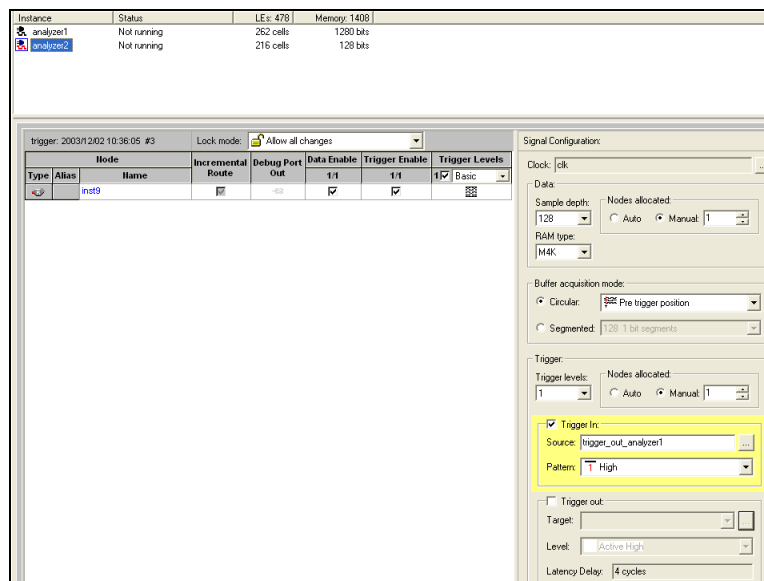 Instance Status LEs: 478 Memory: 1408
analyzer1 Not running 262 cells 1280 bits
analyzer2 Not running 216 cells 128 bits
trigger: 2003/12/02 10:36:05 #3 Lock mode: Allow all changes
Node Incremental Route Debug Port Out Data Enable Trigger Enable Trigger Levels
Type Alias Name 1/1 1/1 1 Basic
inst9
Signal Configuration:
Clock: clk ...
Data:
Sample depth: Nodes allocated:
128 Auto Manual: 1
RAM type:
M4K
Buffer acquisition mode:
Circular: Pre trigger position
Segmented: 128 1 bit segments
Trigger:
Trigger levels: Nodes allocated:
1 Auto Manual: 1
Trigger In:
Source: trigger_out_analyzer1 ...
Pattern: 1 High
Trigger out:
Target: ...
Level: Active High
Latency Delay: 4 cycles